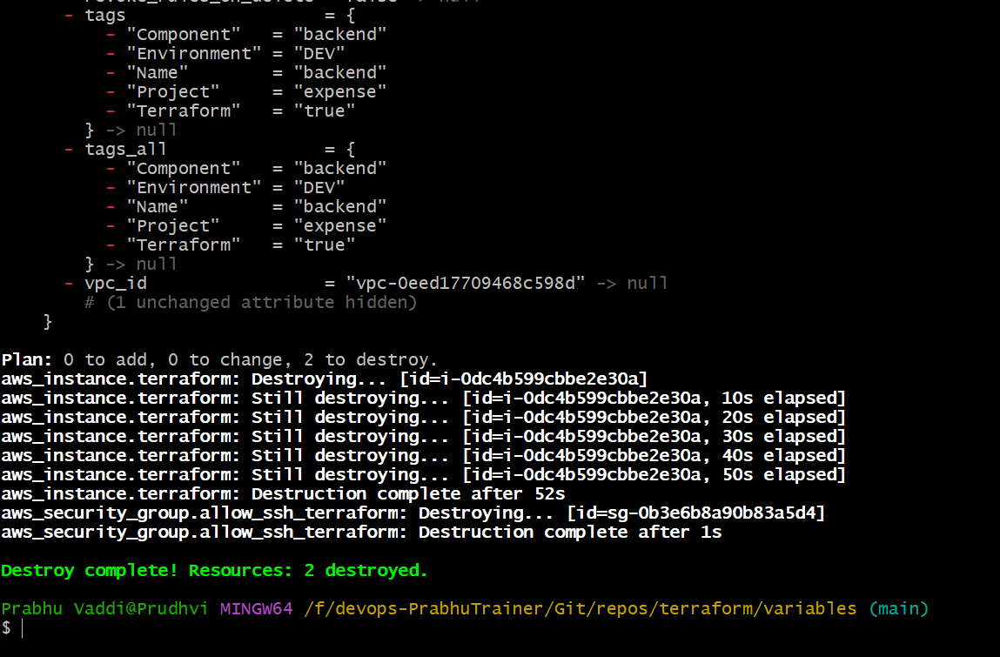 - tags                   = {
    - "Component"   = "backend"
    - "Environment" = "DEV"
    - "Name"        = "backend"
    - "Project"     = "expense"
    - "Terraform"   = "true"
  } -> null
- tags_all               = {
    - "Component"   = "backend"
    - "Environment" = "DEV"
    - "Name"        = "backend"
    - "Project"     = "expense"
    - "Terraform"   = "true"
  } -> null
- vpc_id                 = "vpc-0eed17709468c598d" -> null
  # (1 unchanged attribute hidden)
}
Plan: 0 to add, 0 to change, 2 to destroy.
aws_instance.terraform: Destroying... [id=i-0dc4b599cbbe2e30a]
aws_instance.terraform: Still destroying... [id=i-0dc4b599cbbe2e30a, 10s elapsed]
aws_instance.terraform: Still destroying... [id=i-0dc4b599cbbe2e30a, 20s elapsed]
aws_instance.terraform: Still destroying... [id=i-0dc4b599cbbe2e30a, 30s elapsed]
aws_instance.terraform: Still destroying... [id=i-0dc4b599cbbe2e30a, 40s elapsed]
aws_instance.terraform: Still destroying... [id=i-0dc4b599cbbe2e30a, 50s elapsed]
aws_instance.terraform: Destruction complete after 52s
aws_security_group.allow_ssh_terraform: Destroying... [id=sg-0b3e6b8a90b83a5d4]
aws_security_group.allow_ssh_terraform: Destruction complete after 1s
Destroy complete! Resources: 2 destroyed.
Prabhu Vaddi@Prudhvi MINGW64 /f/devops-PrabhuTrainer/Git/repos/terraform/variables (main)
$